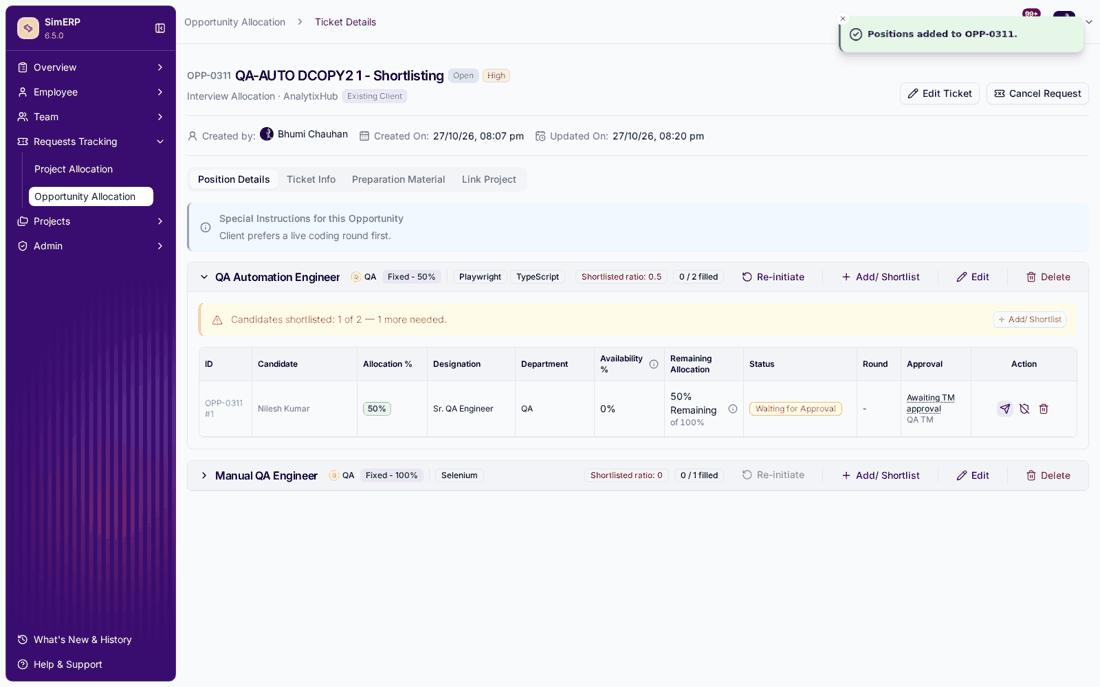 SimERP
6.5.0
Overview
Employee
Team
Requests Tracking
Project Allocation
Opportunity Allocation
Projects
Admin
What's New & History
Help & Support
Opportunity Allocation > Ticket Details
99+
Positions added to OPP-0311.
OPP-0311 QA-AUTO DCOPY2 1 - Shortlisting Open High
Interview Allocation · AnalytixHub Existing Client
Edit Ticket Cancel Request
Created by: Bhumi Chauhan Created On: 27/10/26, 08:07 pm Updated On: 27/10/26, 08:20 pm
Position Details Ticket Info Preparation Material Link Project
Special Instructions for this Opportunity
Client prefers a live coding round first.
QA Automation Engineer QA Fixed - 50% Playwright TypeScript Shortlisted ratio: 0.5 0 / 2 filled Re-initiate + Add/ Shortlist Edit Delete
Candidates shortlisted: 1 of 2 — 1 more needed. + Add/ Shortlist
ID Candidate Allocation % Designation Department Availability % Remaining Allocation Status Round Approval Action
OPP-0311 #1 Nilesh Kumar 50% Sr. QA Engineer QA 0% 50% Remaining of 100% Waiting for Approval - Awaiting TM approval QA TM
Manual QA Engineer QA Fixed - 100% Selenium Shortlisted ratio: 0 0 / 1 filled Re-initiate + Add/ Shortlist Edit Delete